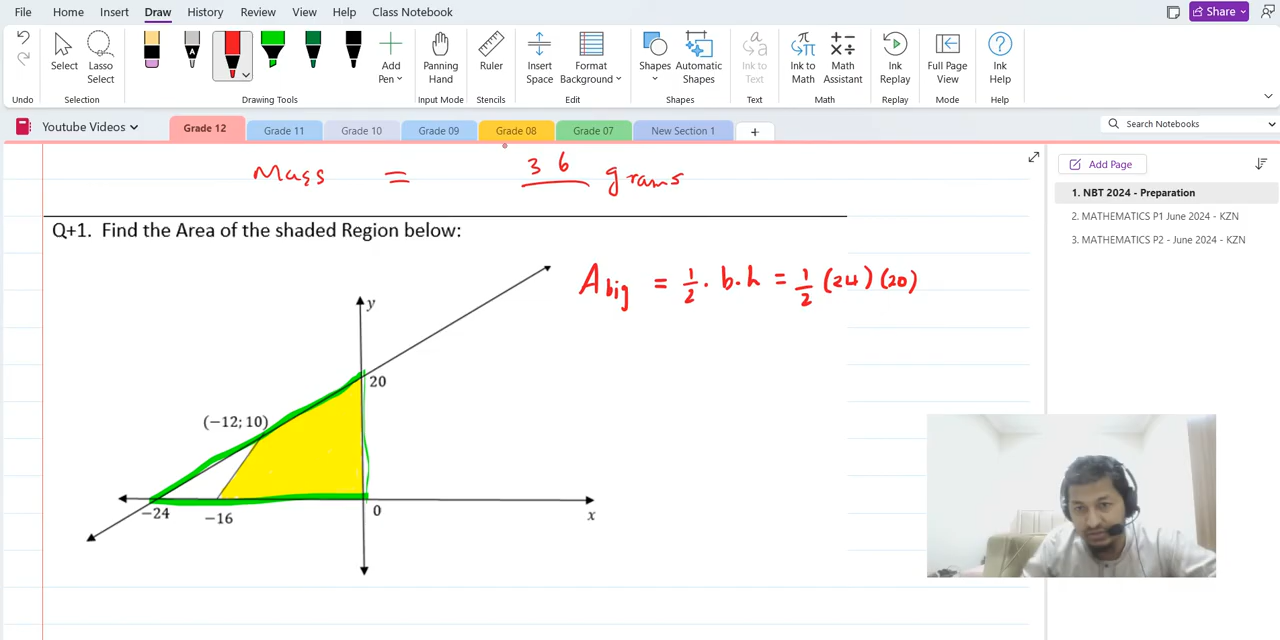 File Home Insert Draw History Review View Help Class Notebook Share
Undo Select Lasso Select Add Pen Panning Hand Ruler Insert Space Format Background Shapes Automatic Shapes Ink to Text Ink to Math Math Assistant Ink Replay Full Page View Ink Help
Undo Selection Drawing Tools Input Mode Stencils Edit Shapes Text Math Replay Mode Help
Youtube Videos Grade 12 Grade 11 Grade 10 Grade 09 Grade 08 Grade 07 New Section 1 + Search Notebooks
Add Page
1. NBT 2024 - Preparation
2. MATHEMATICS P1 June 2024 - KZN
3. MATHEMATICS P2 - June 2024 - KZN
Mass = 36 grams
Q+1. Find the Area of the shaded Region below:
A big = 1/2 . b.h = 1/2 (24)(20)
y
20
(−12; 10)
−24 −16 0 x